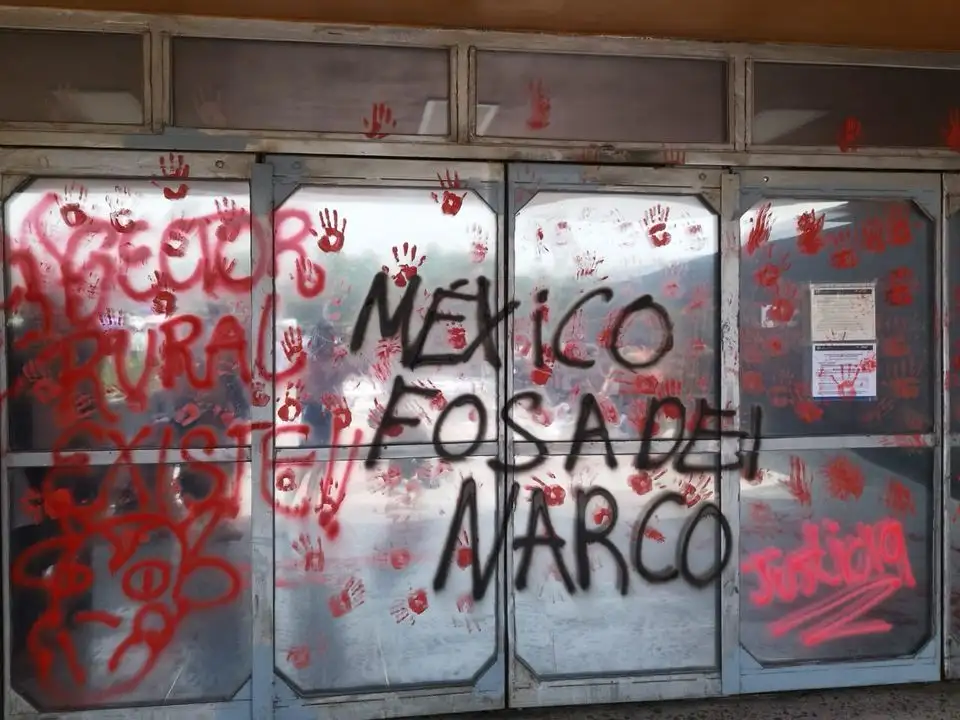 SECTOR
RURAL
EXISTE!!
MÉXICO
FOSA DEL
NARCO
JUSTICIA